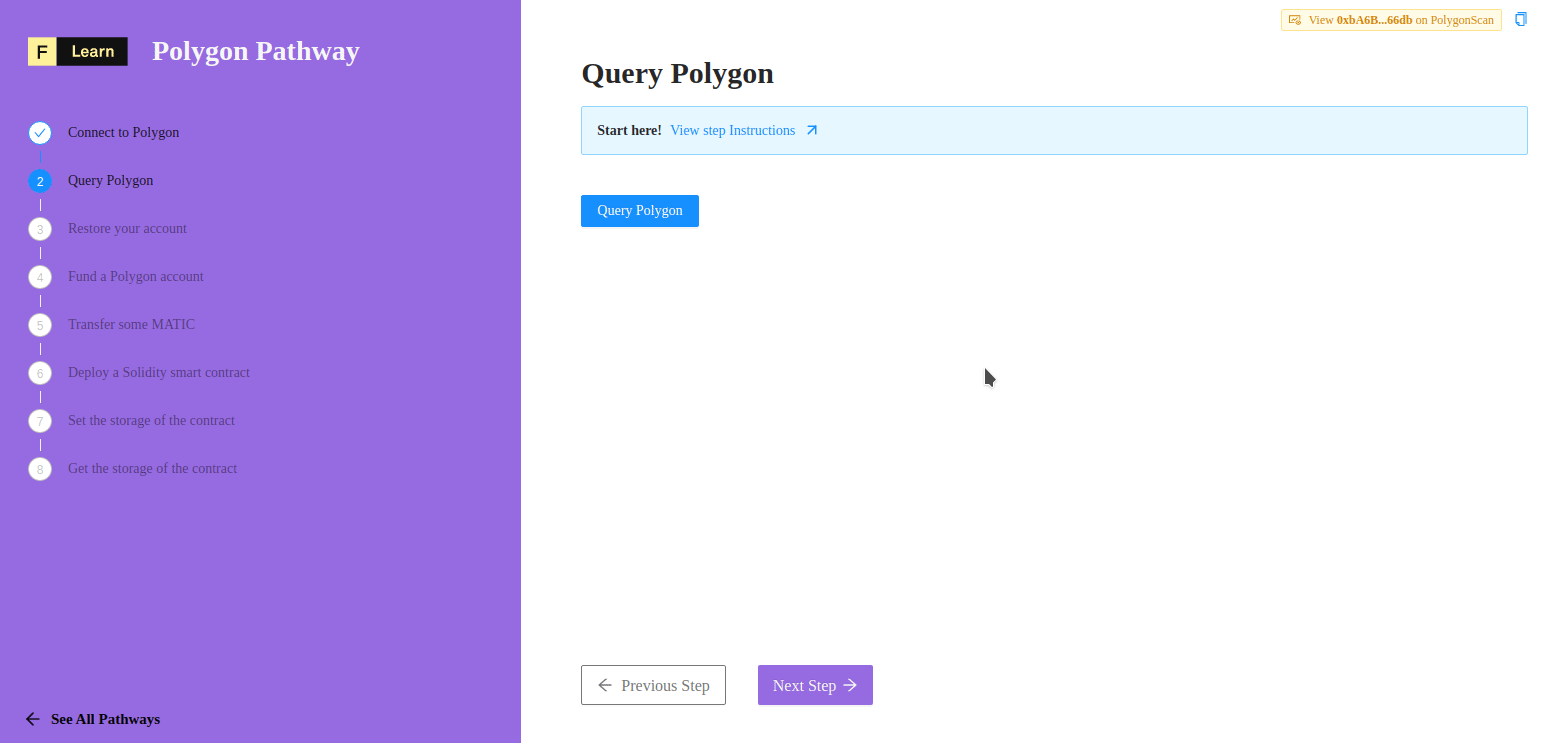 F Learn Polygon Pathway
Connect to Polygon
2 Query Polygon
3 Restore your account
4 Fund a Polygon account
5 Transfer some MATIC
6 Deploy a Solidity smart contract
7 Set the storage of the contract
8 Get the storage of the contract
See All Pathways
View 0xbA6B...66db on PolygonScan
Query Polygon
Start here! View step Instructions
Query Polygon
Previous Step
Next Step